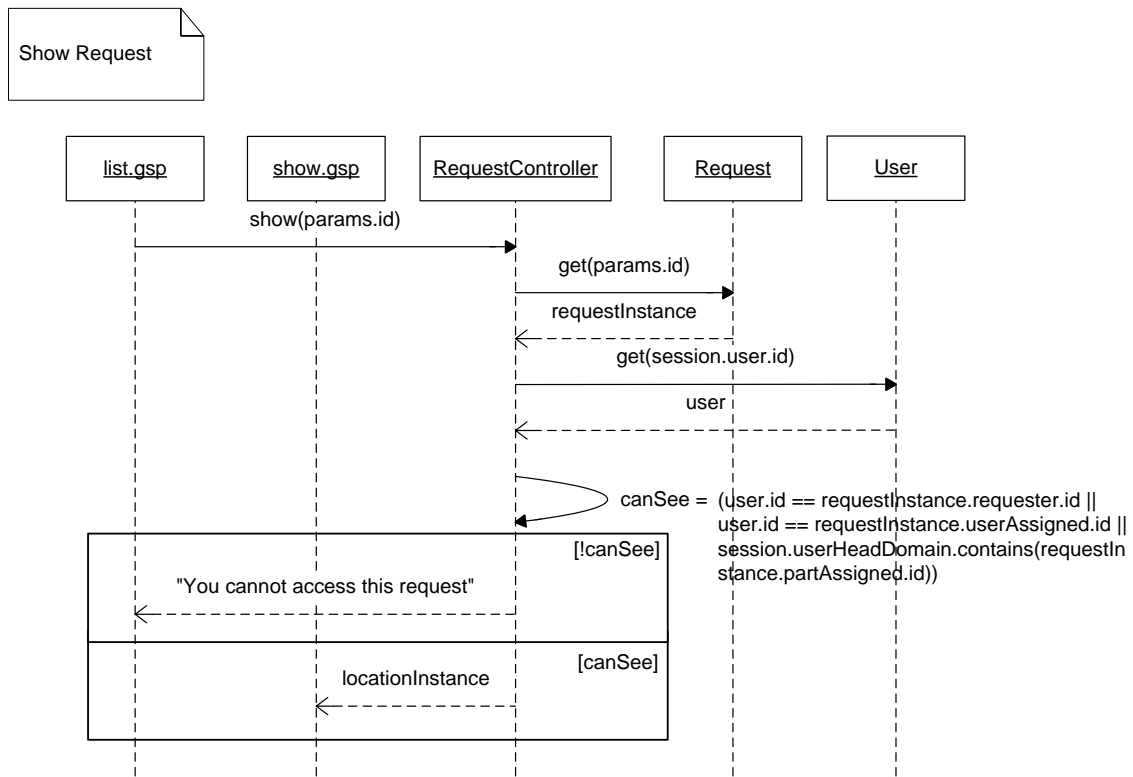 Show Request
list.gsp
show.gsp
RequestController
Request
User
show(params.id)
get(params.id)
requestInstance
get(session.user.id)
user
canSee = (user.id == requestInstance.requester.id ||
user.id == requestInstance.userAssigned.id ||
session.userHeadDomain.contains(requestIn
stance.partAssigned.id))
[!canSee]
"You cannot access this request"
[canSee]
locationInstance